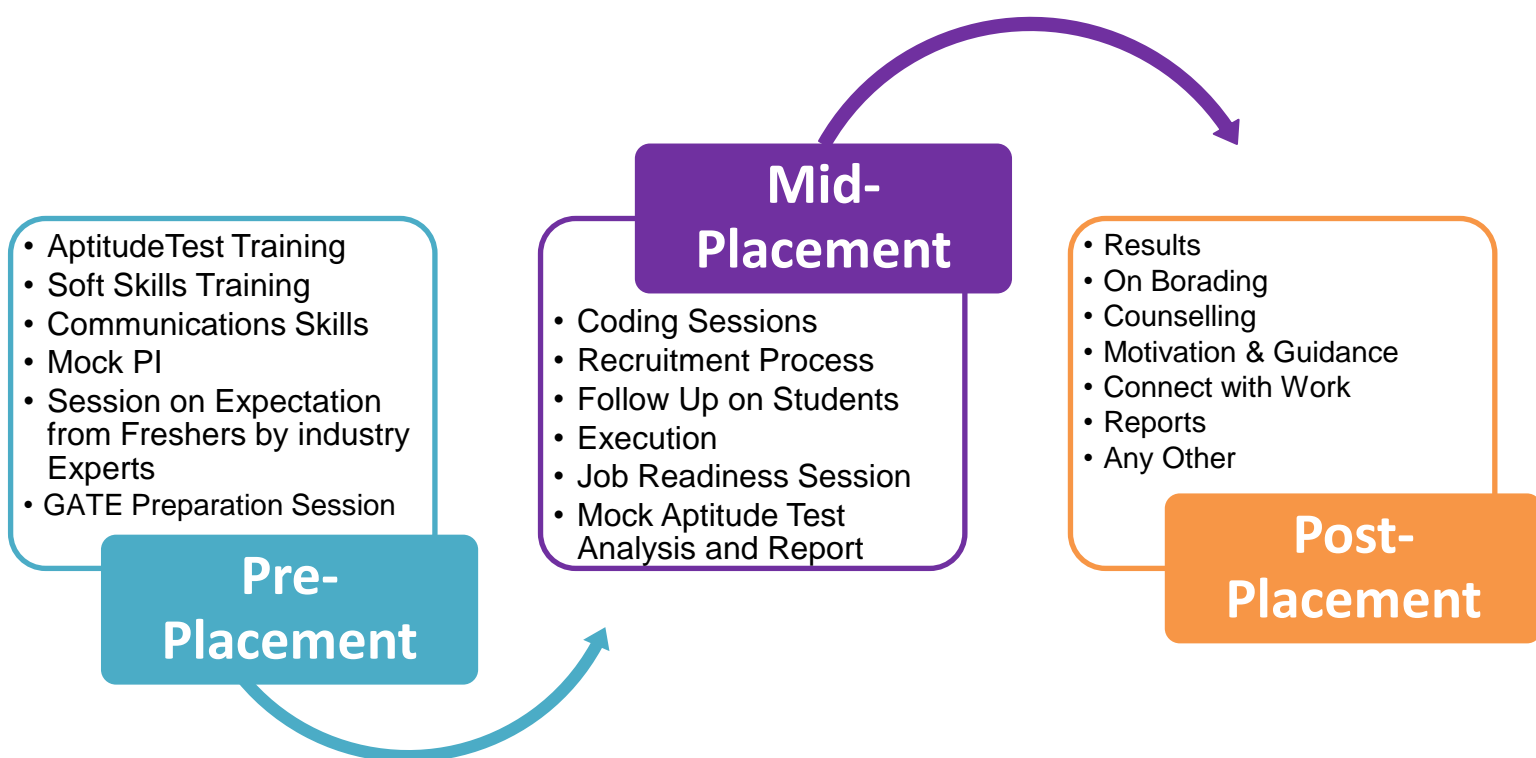 • AptitudeTest Training
• Soft Skills Training
• Communications Skills
• Mock PI
• Session on Expectation
from Freshers by industry
Experts
• GATE Preparation Session
Pre-
Placement
Mid-
Placement
• Coding Sessions
• Recruitment Process
• Follow Up on Students
• Execution
• Job Readiness Session
• Mock Aptitude Test
Analysis and Report
• Results
• On Borading
• Counselling
• Motivation & Guidance
• Connect with Work
• Reports
• Any Other
Post-
Placement